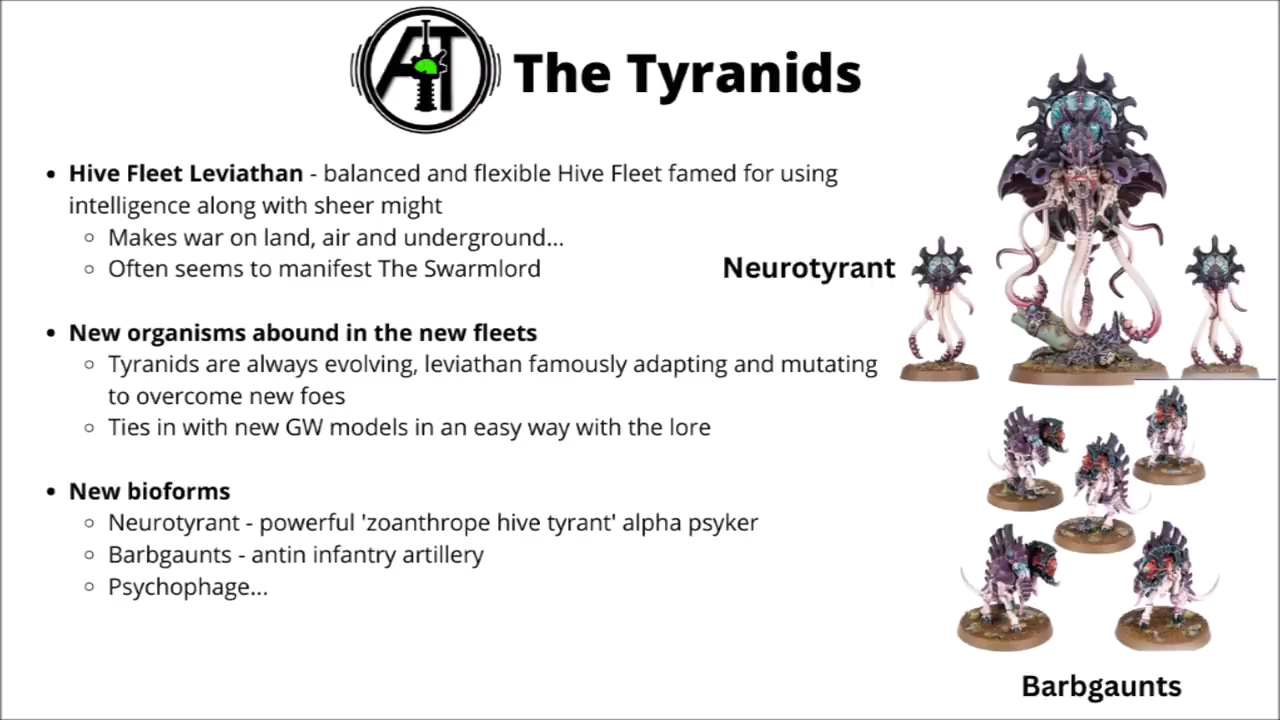 AT
The Tyranids
• Hive Fleet Leviathan - balanced and flexible Hive Fleet famed for using
intelligence along with sheer might
◦ Makes war on land, air and underground...
◦ Often seems to manifest The Swarmlord
Neurotyrant
• New organisms abound in the new fleets
◦ Tyranids are always evolving, leviathan famously adapting and mutating
to overcome new foes
◦ Ties in with new GW models in an easy way with the lore
• New bioforms
◦ Neurotyrant - powerful 'zoanthrope hive tyrant' alpha psyker
◦ Barbgaunts - antin infantry artillery
◦ Psychophage...
Barbgaunts